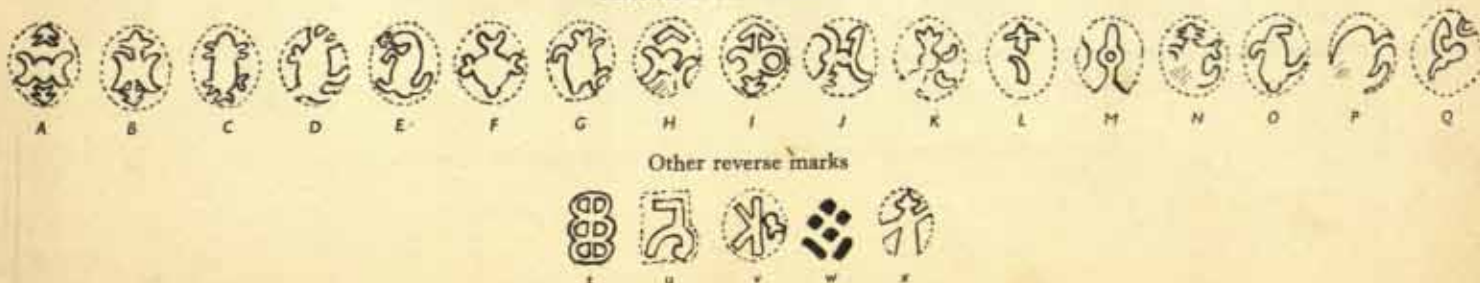 A B C D E F G H I J K L M N O P Q
Other reverse marks
t u v w x